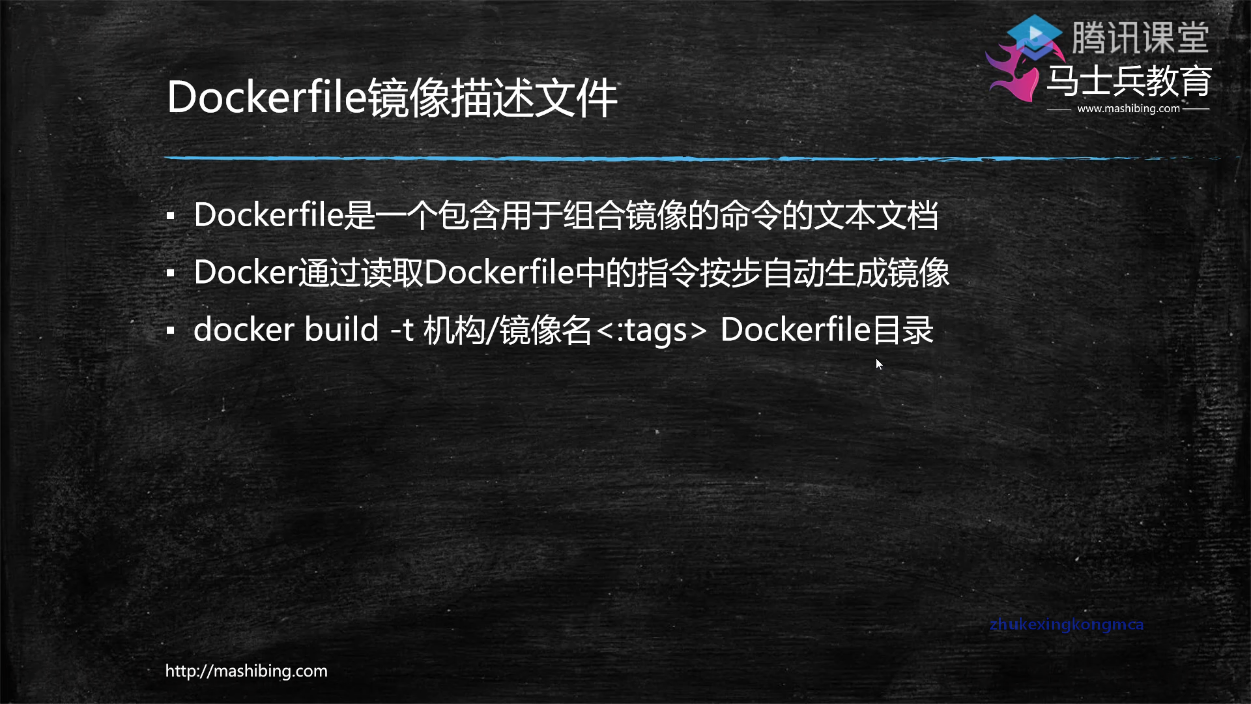 腾讯课堂
马士兵教育
www.mashibing.com
Dockerfile镜像描述文件
▪ Dockerfile是一个包含用于组合镜像的命令的文本文档
▪ Docker通过读取Dockerfile中的指令按步自动生成镜像
▪ docker build -t 机构/镜像名<:tags> Dockerfile目录
zhukexingkongmca
http://mashibing.com